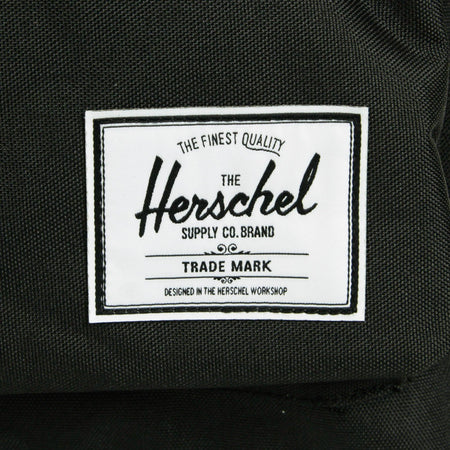 THE FINEST QUALITY
THE
Herschel
SUPPLY CO. BRAND
TRADE MARK
DESIGNED IN THE HERSCHEL WORKSHOP